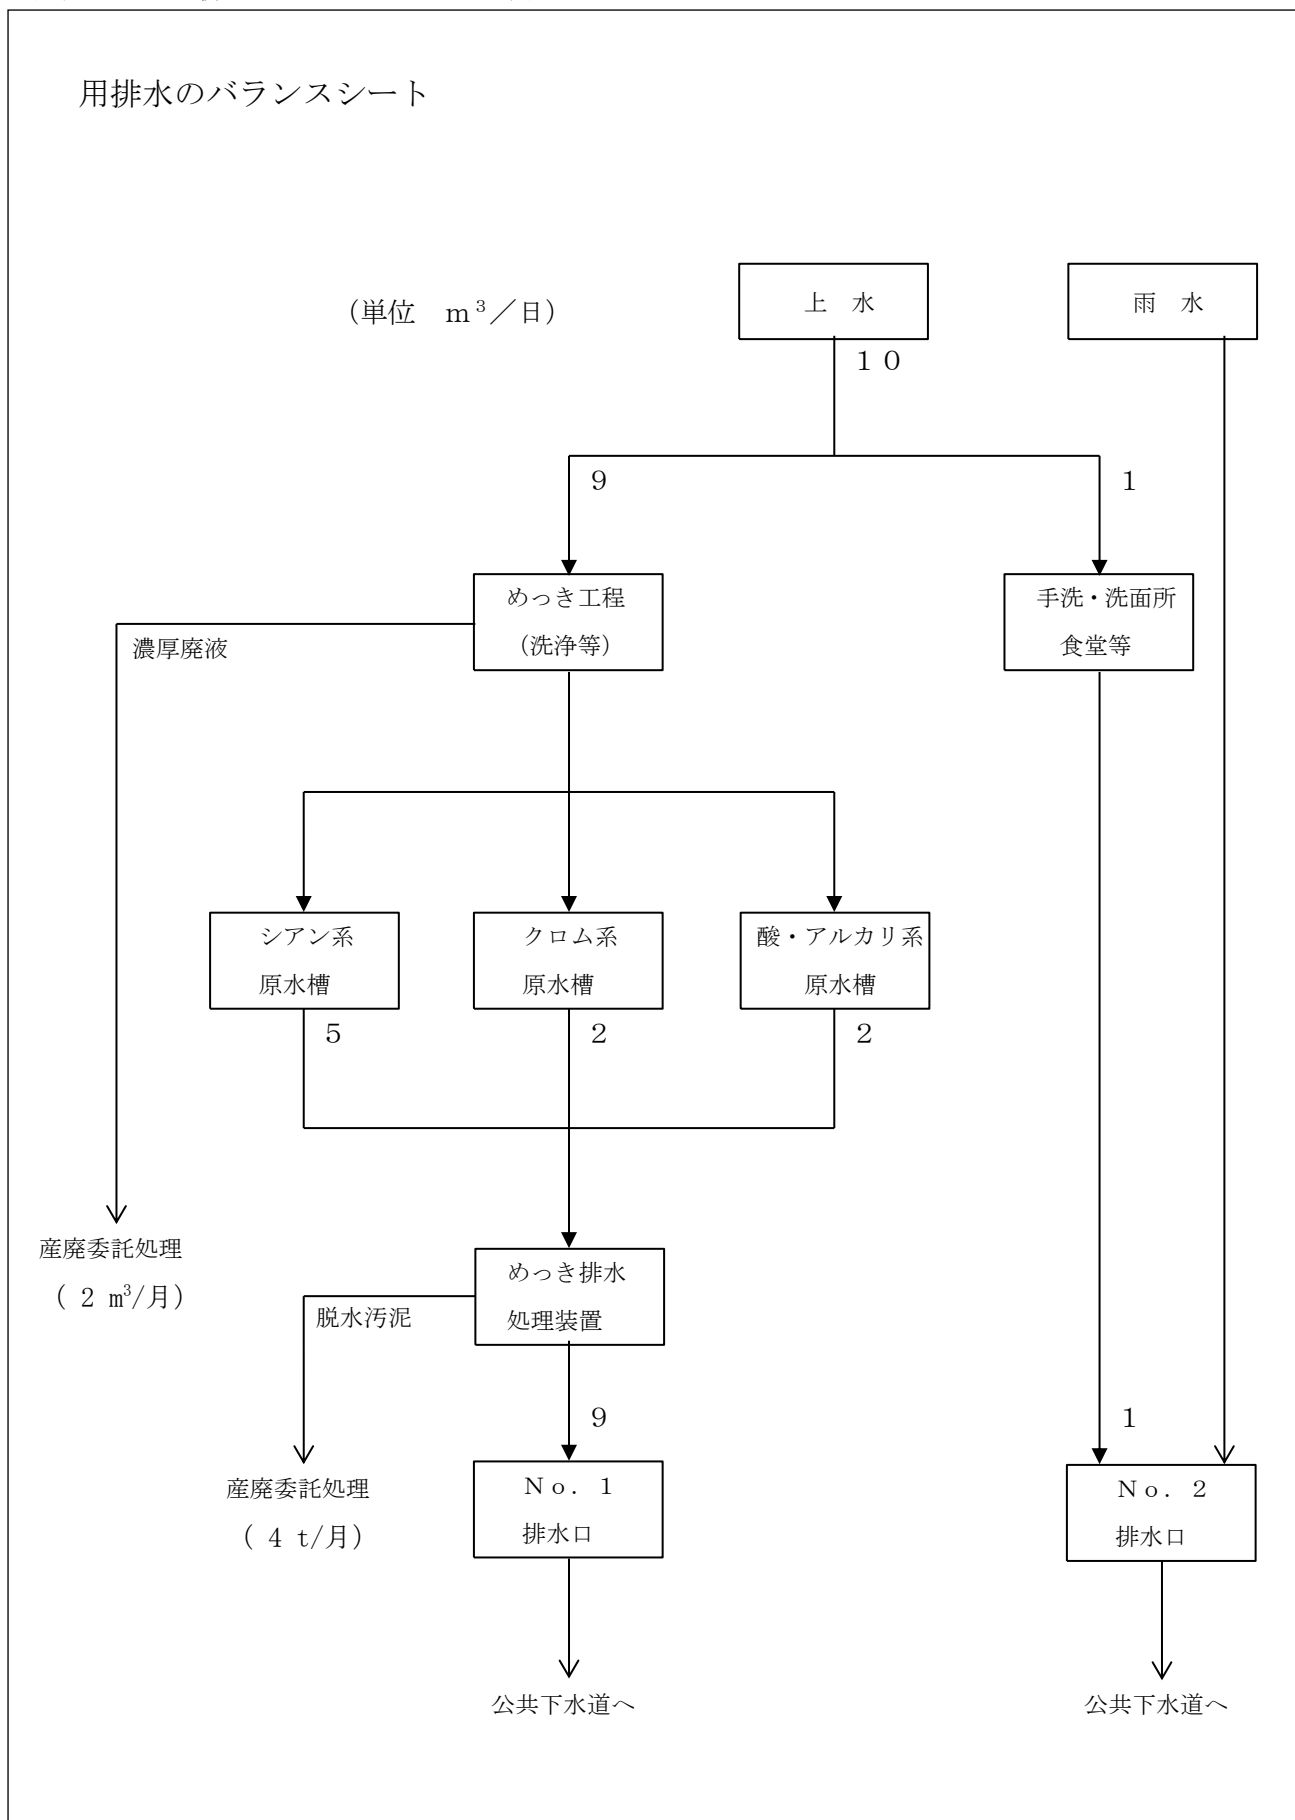 用排水のバランスシート
(単位　ｍ³／日)
上　水
雨　水
１０
９
１
めっき工程
(洗浄等)
手洗・洗面所
食堂等
濃厚廃液
シアン系
原水槽
クロム系
原水槽
酸・アルカリ系
原水槽
５
２
２
産廃委託処理
( 2 m³/月)
めっき排水
処理装置
脱水汚泥
９
１
産廃委託処理
( 4 t/月)
Ｎｏ．１
排水口
Ｎｏ．２
排水口
公共下水道へ
公共下水道へ